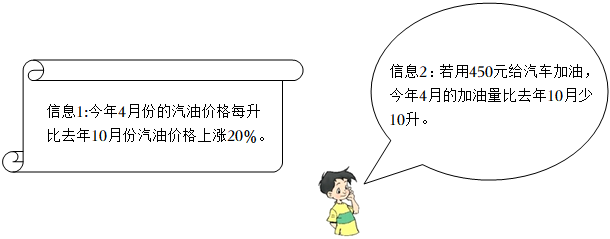 信息1:今年4月份的汽油价格每升
比去年10月份汽油价格上涨20%。
信息2：若用450元给汽车加油，
今年4月的加油量比去年10月少
10升。